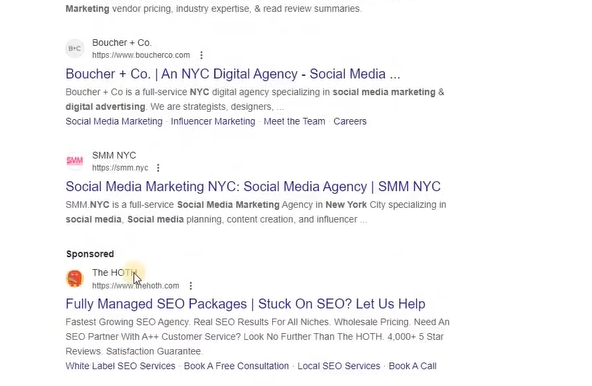 Marketing vendor pricing, industry expertise, & read review summaries.
B+C
Boucher + Co.
https://www.boucherco.com
Boucher + Co. | An NYC Digital Agency - Social Media ...
Boucher + Co is a full-service NYC digital agency specializing in social media marketing &
digital advertising. We are strategists, designers, ...
Social Media Marketing · Influencer Marketing · Meet the Team · Careers
SMM
SMM NYC
https://smm.nyc
Social Media Marketing NYC: Social Media Agency | SMM NYC
SMM.NYC is a full-service Social Media Marketing Agency in New York City specializing in
social media, Social media planning, content creation, and influencer ...
Sponsored
The HOTH
https://www.thehoth.com
Fully Managed SEO Packages | Stuck On SEO? Let Us Help
Fastest Growing SEO Agency. Real SEO Results For All Niches. Wholesale Pricing. Need An
SEO Partner With A++ Customer Service? Look No Further Than The HOTH. 4,000+ 5 Star
Reviews. Satisfaction Guarantee.
White Label SEO Services · Book A Free Consultation · Local SEO Services · Book A Call